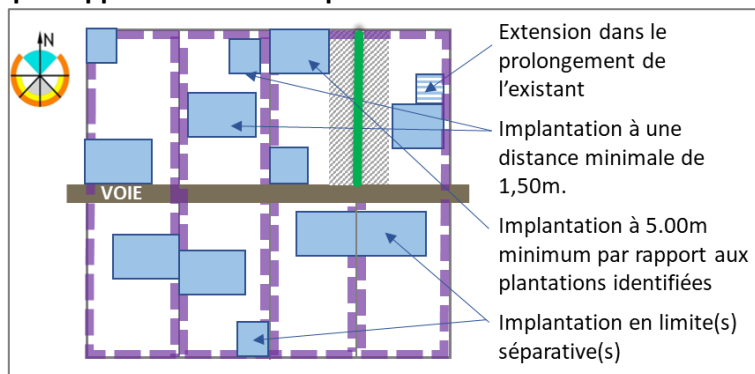 N
Extension dans le
prolongement de
l'existant
Implantation à une
distance minimale de
1,50m.
VOIE
Implantation à 5.00m
minimum par rapport aux
plantations identifiées
Implantation en limite(s)
séparative(s)